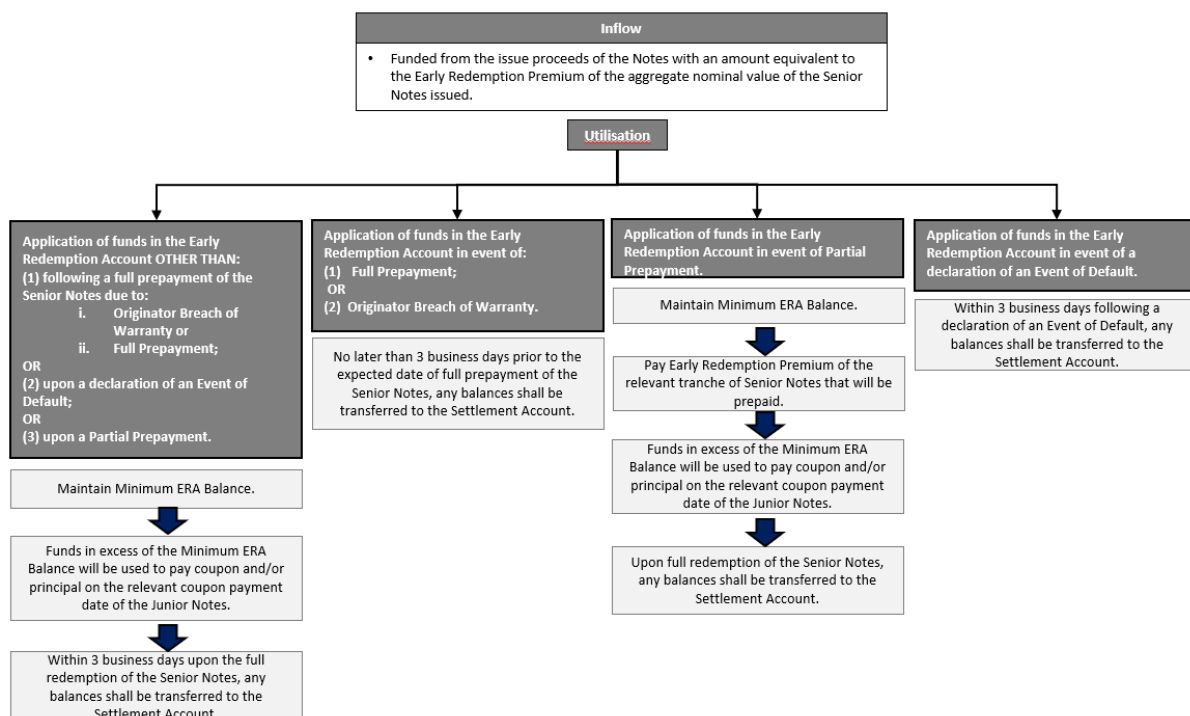 Inflow
• Funded from the issue proceeds of the Notes with an amount equivalent to
the Early Redemption Premium of the aggregate nominal value of the Senior
Notes issued.
Utilisation
Application of funds in the Early
Redemption Account OTHER THAN:
(1) following a full prepayment of the
Senior Notes due to:
i. Originator Breach of
Warranty or
ii. Full Prepayment;
OR
(2) upon a declaration of an Event of
Default;
OR
(3) upon a Partial Prepayment.
Maintain Minimum ERA Balance.
Funds in excess of the Minimum ERA
Balance will be used to pay coupon and/or
principal on the relevant coupon payment
date of the Junior Notes.
Within 3 business days upon the full
redemption of the Senior Notes, any
balances shall be transferred to the
Settlement Account
Application of funds in the Early
Redemption Account in event of:
(1) Full Prepayment;
OR
(2) Originator Breach of Warranty.
No later than 3 business days prior to the
expected date of full prepayment of the
Senior Notes, any balances shall be
transferred to the Settlement Account.
Application of funds in the Early
Redemption Account in event of Partial
Prepayment.
Maintain Minimum ERA Balance.
Pay Early Redemption Premium of the
relevant tranche of Senior Notes that will be
prepaid.
Funds in excess of the Minimum ERA
Balance will be used to pay coupon and/or
principal on the relevant coupon payment
date of the Junior Notes.
Upon full redemption of the Senior Notes,
any balances shall be transferred to the
Settlement Account.
Application of funds in the Early
Redemption Account in event of a
declaration of an Event of Default.
Within 3 business days following a
declaration of an Event of Default, any
balances shall be transferred to the
Settlement Account.